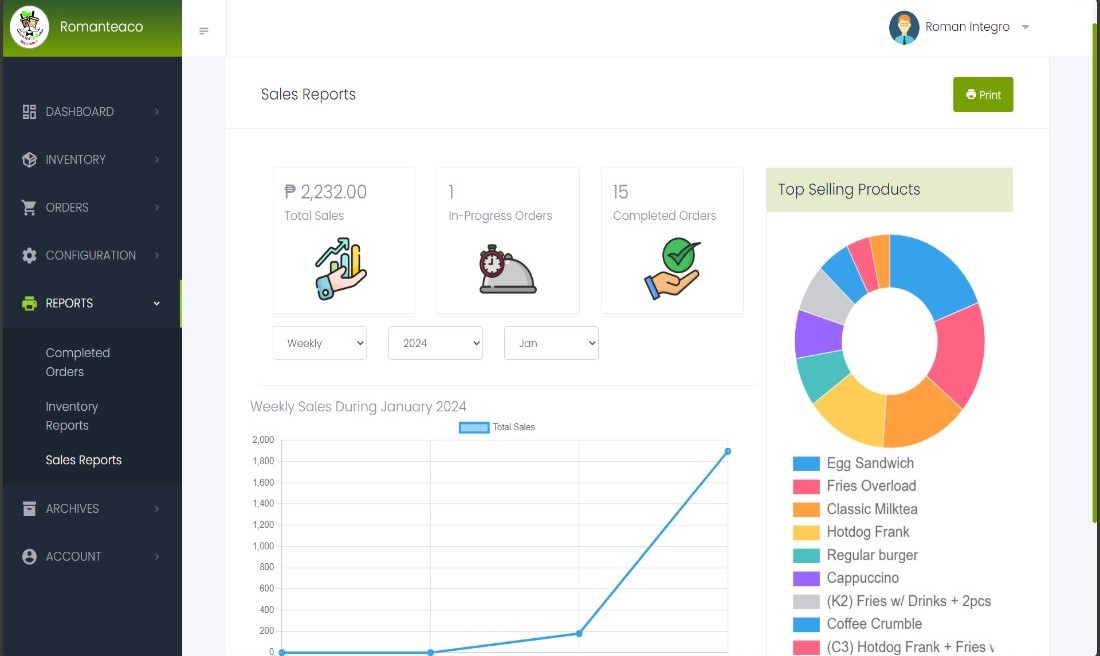 Romanteaco
Roman Integro
DASHBOARD
INVENTORY
ORDERS
CONFIGURATION
REPORTS
Completed
Orders
Inventory
Reports
Sales Reports
ARCHIVES
ACCOUNT
Sales Reports
Print
₱ 2,232.00
Total Sales
1
In-Progress Orders
15
Completed Orders
Weekly
2024
Jan
Weekly Sales During January 2024
Total Sales
2,000
1,800
1,600
1,400
1,200
1,000
800
600
400
200
0
Top Selling Products
Egg Sandwich
Fries Overload
Classic Milktea
Hotdog Frank
Regular burger
Cappuccino
(K2) Fries w/ Drinks + 2pcs
Coffee Crumble
(C3) Hotdog Frank + Fries